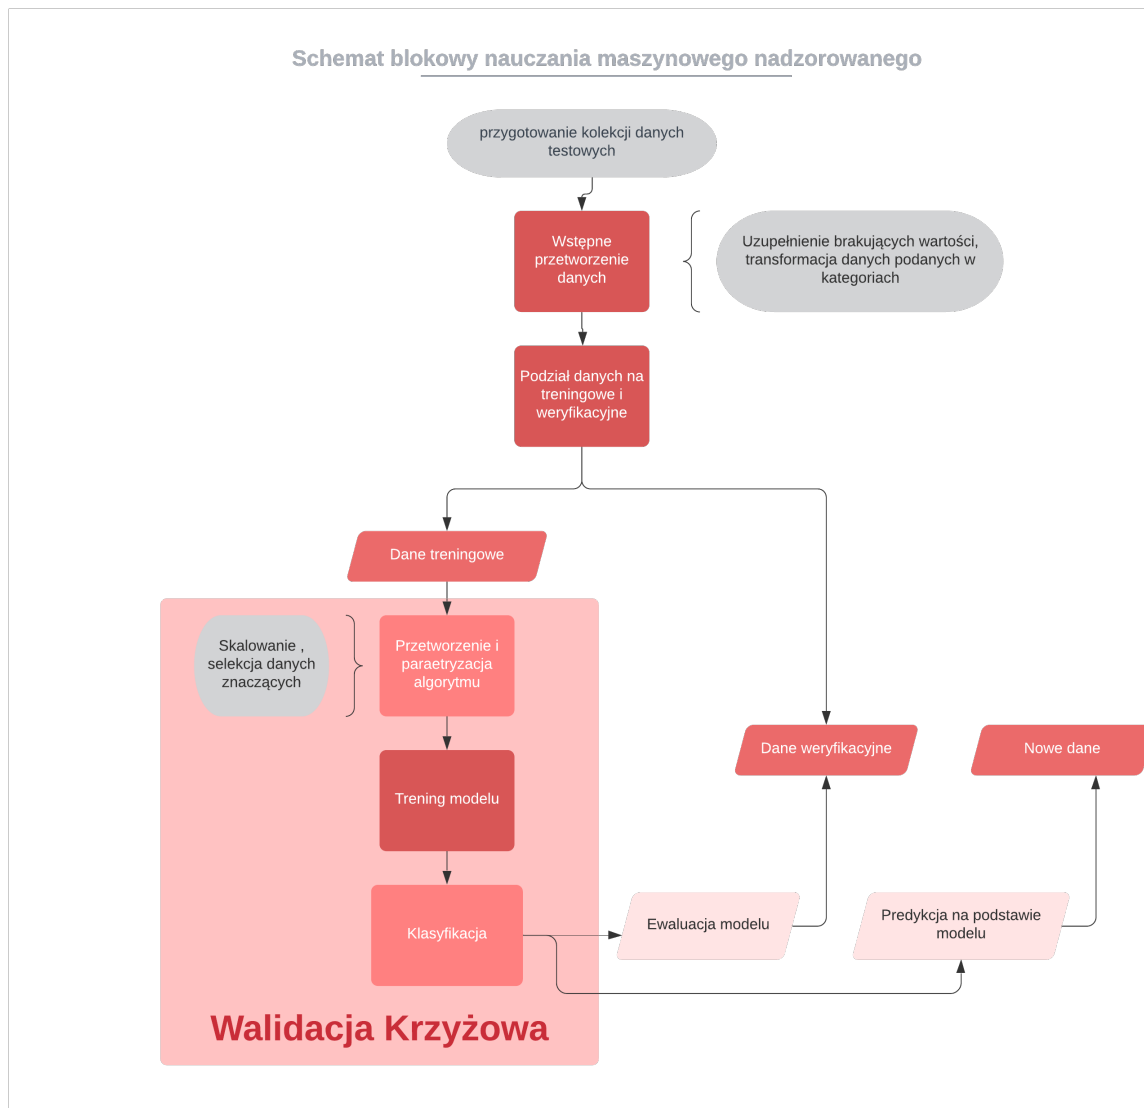 Schemat blokowy nauczania maszynowego nadzorowanego
przygotowanie kolekcji danych
testowych
Wstępne
przetworzenie
danych
Uzupełnienie brakujących wartości,
transformacja danych podanych w
kategoriach
Podział danych na
treningowe i
weryfikacyjne
Dane treningowe
Skalowanie ,
selekcja danych
znaczących
Przetworzenie i
paraetryzacja
algorytmu
Trening modelu
Dane weryfikacyjne
Nowe dane
Klasyfikacja
Ewaluacja modelu
Predykcja na podstawie
modelu
Walidacja Krzyżowa